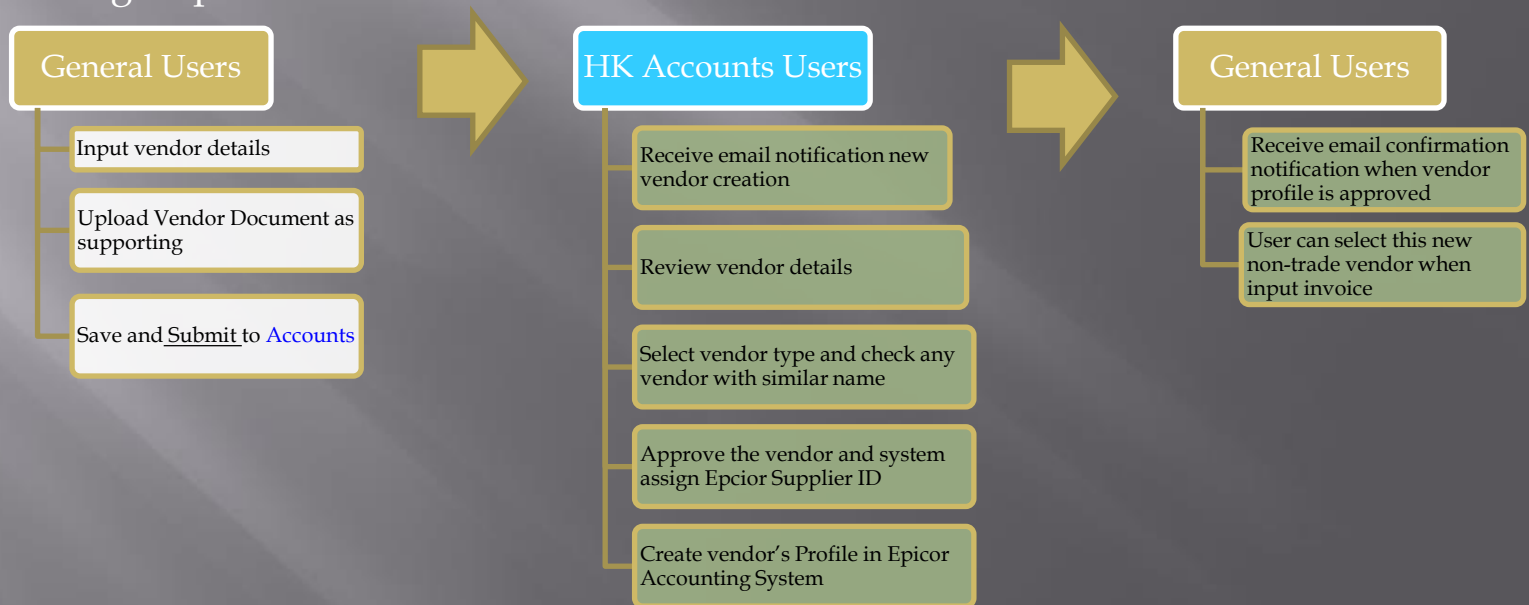 General Users
Input vendor details
Upload Vendor Document as
supporting
Save and Submit to Accounts
HK Accounts Users
Receive email notification new
vendor creation
Review vendor details
Select vendor type and check any
vendor with similar name
Approve the vendor and system
assign Epcior Supplier ID
Create vendor’s Profile in Epicor
Accounting System
General Users
Receive email confirmation
notification when vendor
profile is approved
User can select this new
non-trade vendor when
input invoice